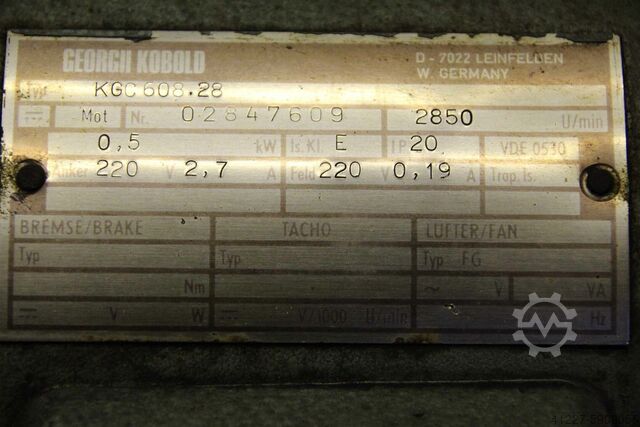 GEORGII KOBOLD D - 7022 LEINFELDEN
W. GERMANY
Typ KGC 608.28
Mot Nr. 02847609 2850 U/min
0,5 kW Is. Kl. E IP 20 VDE 0530
Anker 220 V 2,7 A Feld 220 V 0,19 A Trop. Is.
BREMSE/BRAKE TACHO LÜFTER/FAN
Typ Typ Typ FG
Nm ~ V VA
V W V/1000 U/min Hz